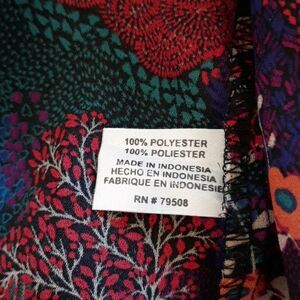 100% POLYESTER
100% POLIESTER
MADE IN INDONESIA
HECHO EN INDONESIA
FABRIQUE EN INDONESIE
RN # 79508